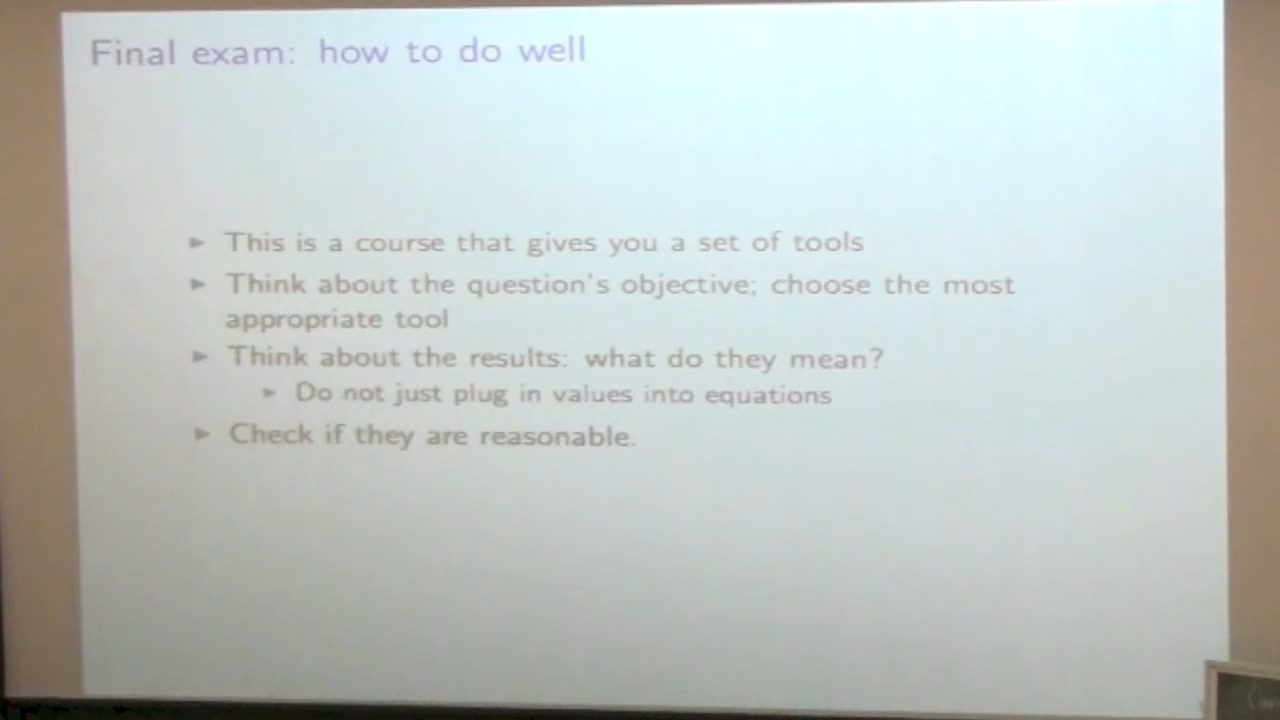 Final exam: how to do well
► This is a course that gives you a set of tools
► Think about the question's objective; choose the most
appropriate tool
► Think about the results: what do they mean?
► Do not just plug in values into equations
► Check if they are reasonable.